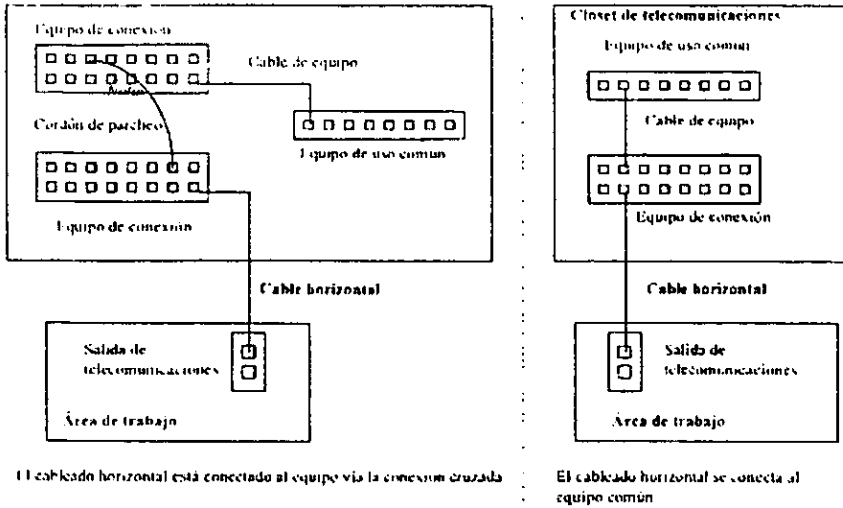 Equipo de conexión
Cable de equipo
Cordón de parcheo
Equipo de uso común
Equipo de conexión
Cable horizontal
Salida de
telecomunicaciones
Área de trabajo
El cableado horizontal está conectado al equipo via la conexion cruzada
Closet de telecomunicaciones
Equipo de uso común
Cable de equipo
Equipo de conexión
Cable horizontal
Salida de
telecomunicaciones
Área de trabajo
El cableado horizontal se conecta al
equipo común